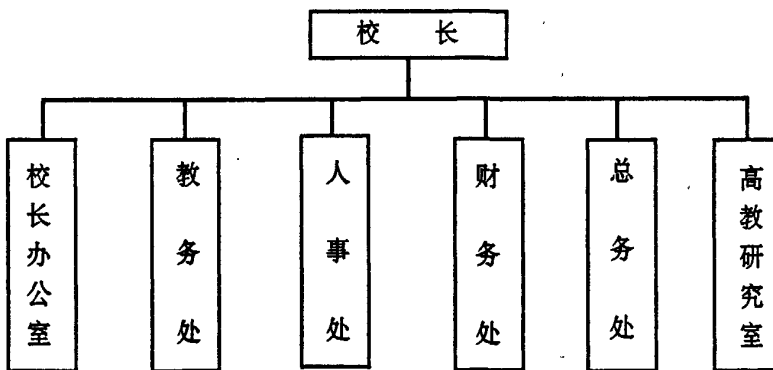 校 长
校长办公室
教务处
人事处
财务处
总务处
高教研究室